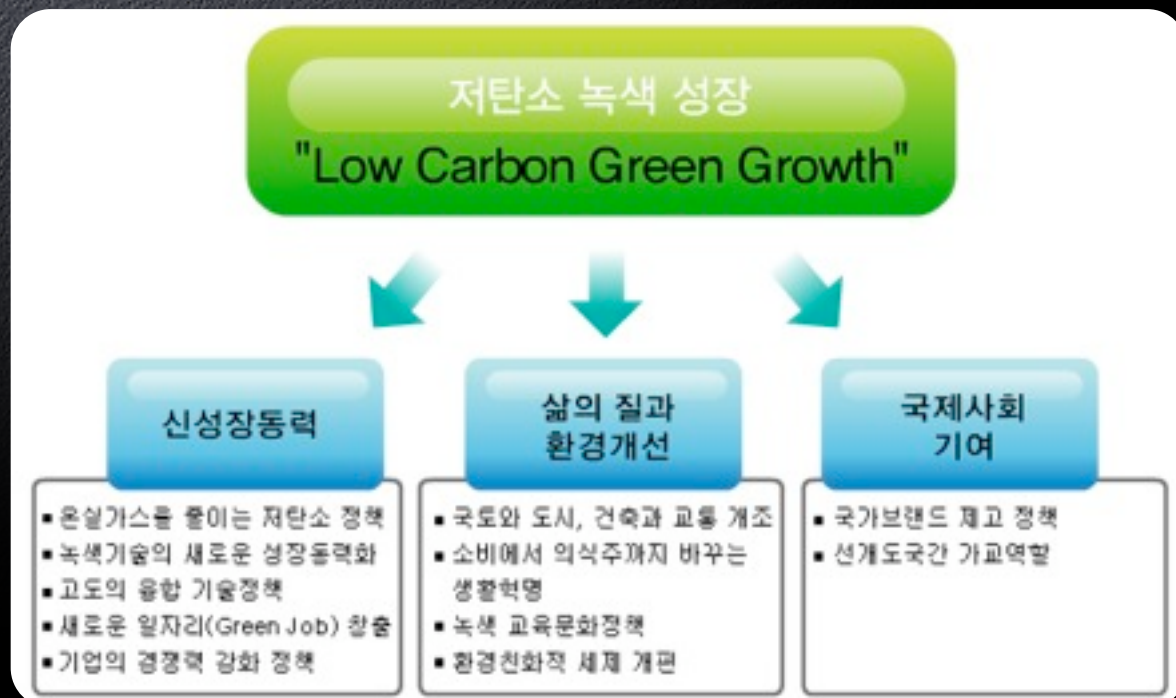 저탄소 녹색 성장
"Low Carbon Green Growth"
신성장동력
▪ 온실가스를 줄이는 저탄소 정책
▪ 녹색기술의 새로운 성장동력화
▪ 고도의 융합 기술정책
▪ 새로운 일자리(Green Job) 창출
▪ 기업의 경쟁력 강화 정책
삶의 질과
환경개선
▪ 국토와 도시, 건축과 교통 개조
▪ 소비에서 의식주까지 바꾸는
생활혁명
▪ 녹색 교육문화정책
▪ 환경친화적 세제 개편
국제사회
기여
▪ 국가브랜드 제고 정책
▪ 선개도국간 가교역할